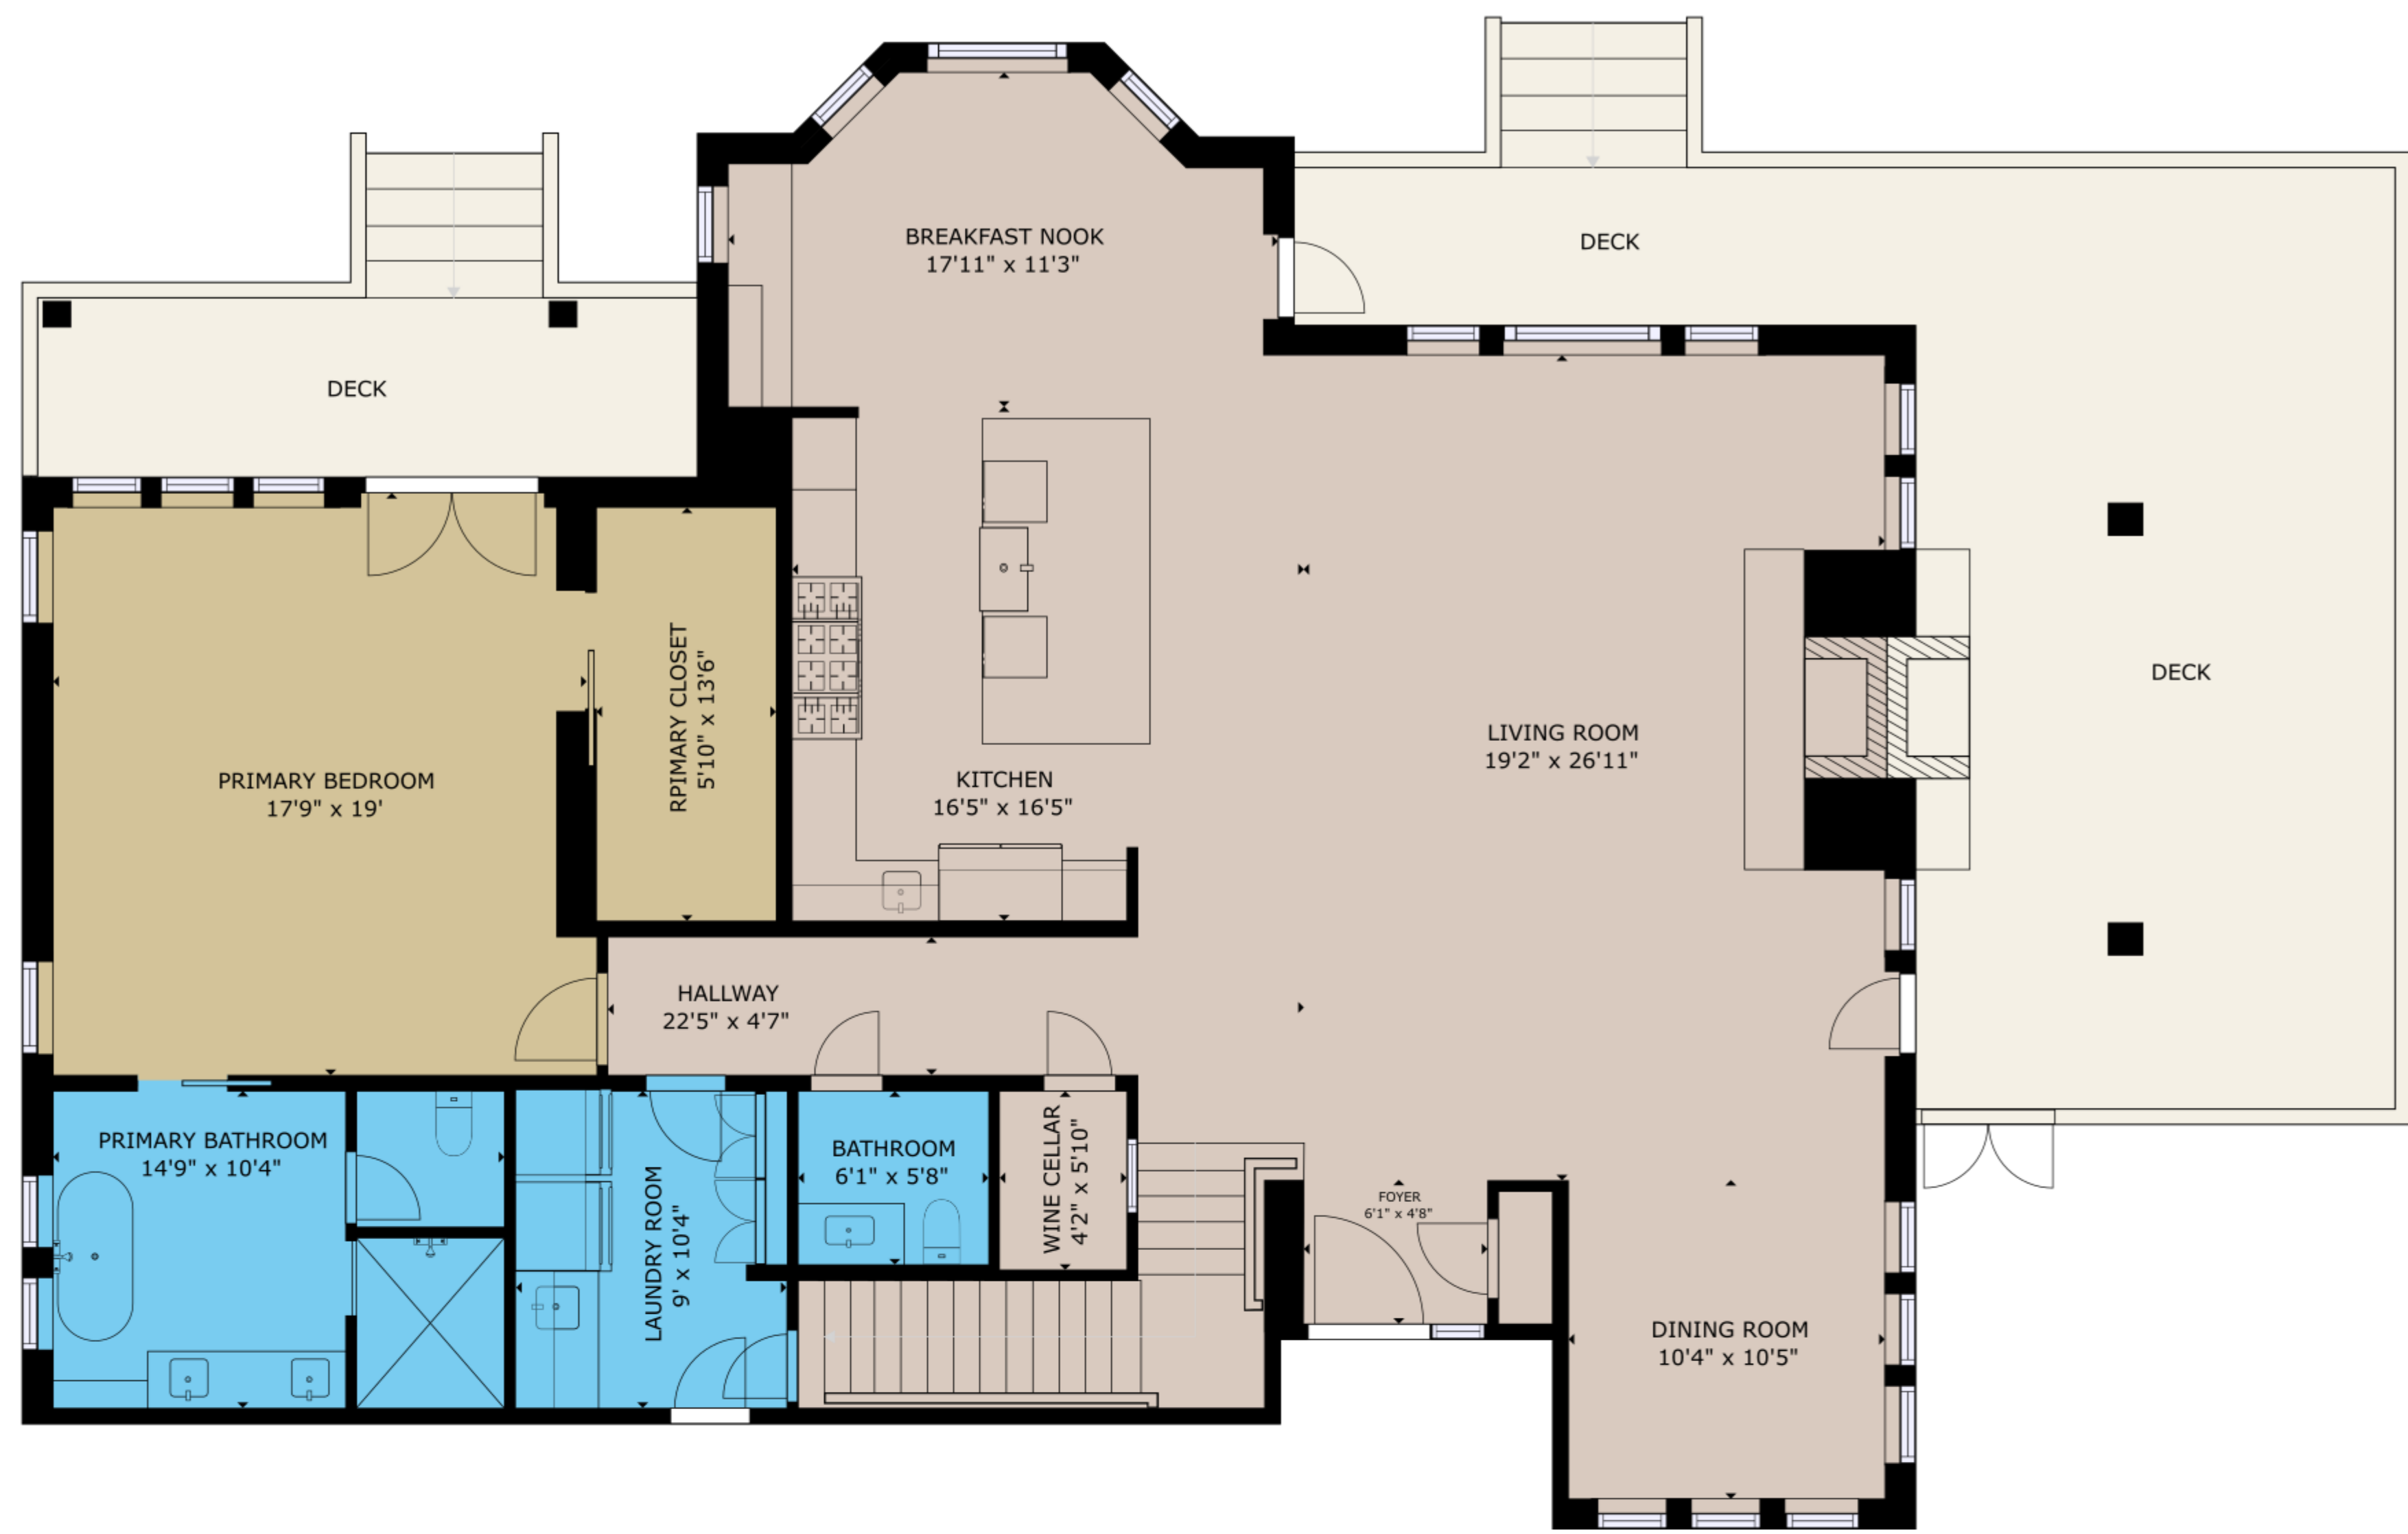 BREAKFAST NOOK
17'11" x 11'3"
DECK
DECK
DECK
PRIMARY BEDROOM
17'9" x 19'
RPIMARY CLOSET
5'10" x 13'6"
KITCHEN
16'5" x 16'5"
LIVING ROOM
19'2" x 26'11"
HALLWAY
22'5" x 4'7"
PRIMARY BATHROOM
14'9" x 10'4"
LAUNDRY ROOM
9' x 10'4"
BATHROOM
6'1" x 5'8"
WINE CELLAR
4'2" x 5'10"
FOYER
6'1" x 4'8"
DINING ROOM
10'4" x 10'5"